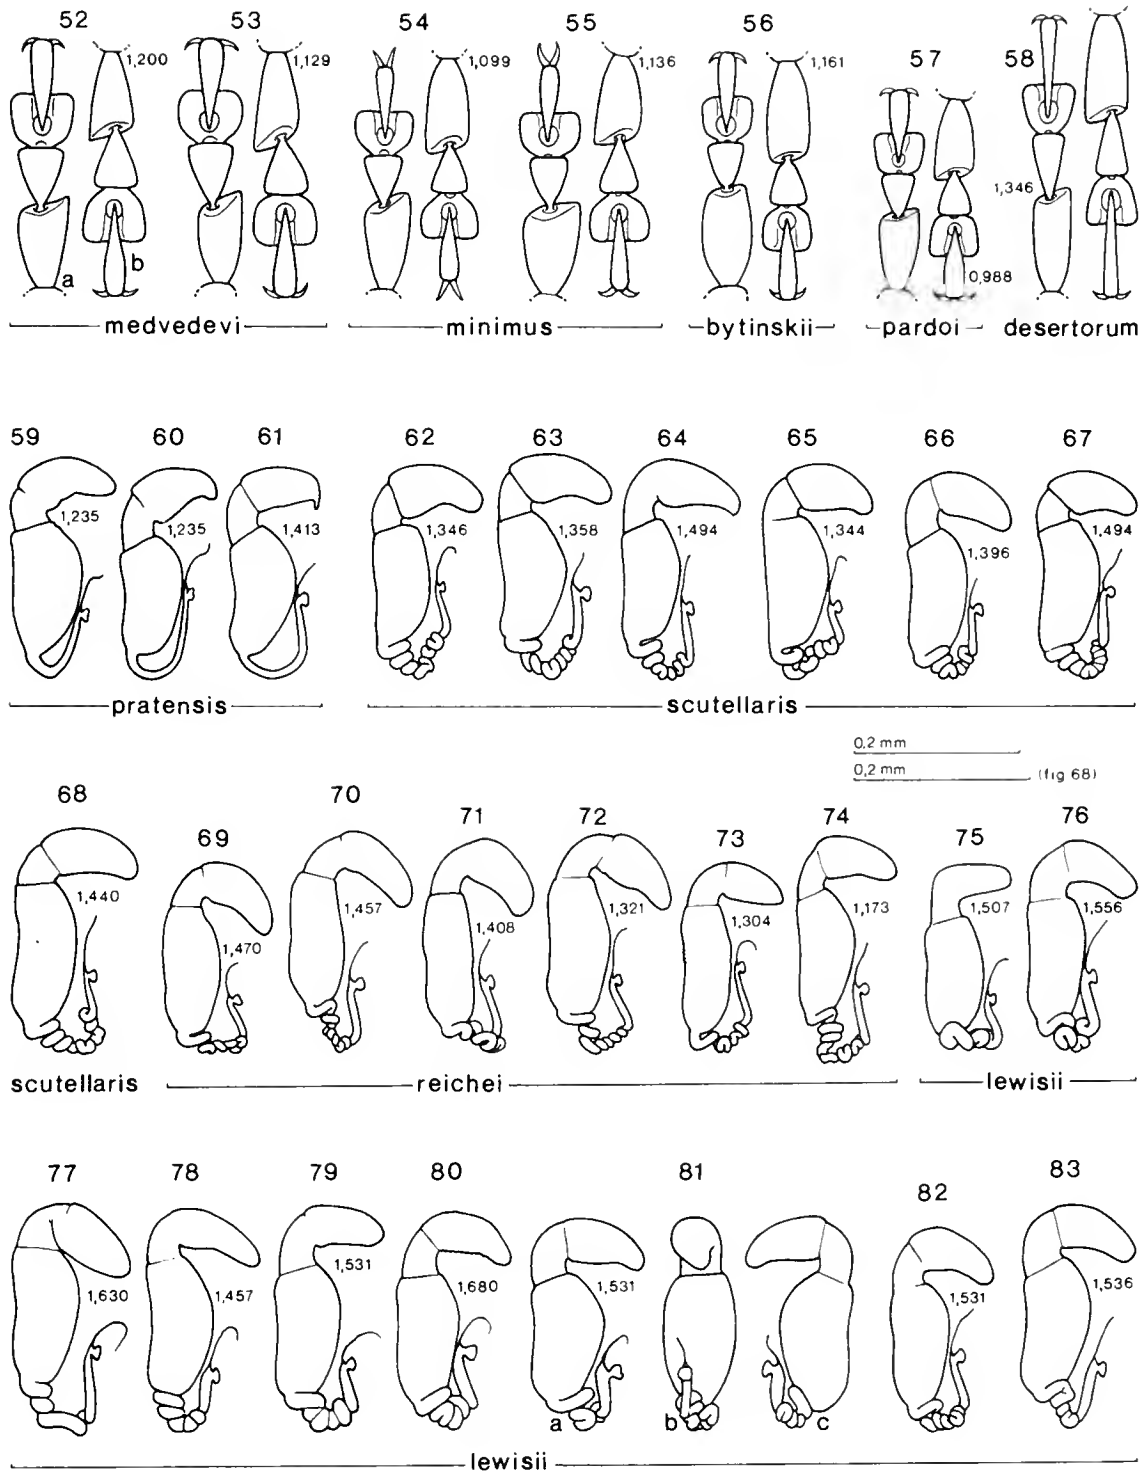 52 53 54 55 56 57 58
1,200 1,129 1,099 1,136 1,161 1,346 0,988
a b
medvedevi minimus bytinskii pardoi desertorum
59 60 61 62 63 64 65 66 67
1,235 1,235 1,413 1,346 1,358 1,494 1,344 1,396 1,494
pratensis scutellaris
0,2 mm
0,2 mm (fig 68)
68 69 70 71 72 73 74 75 76
1,440 1,470 1,457 1,408 1,321 1,304 1,173 1,507 1,556
scutellaris reichei lewisii
77 78 79 80 81 82 83
1,630 1,457 1,531 1,680 1,531 1,531 1,536
a b c
lewisii